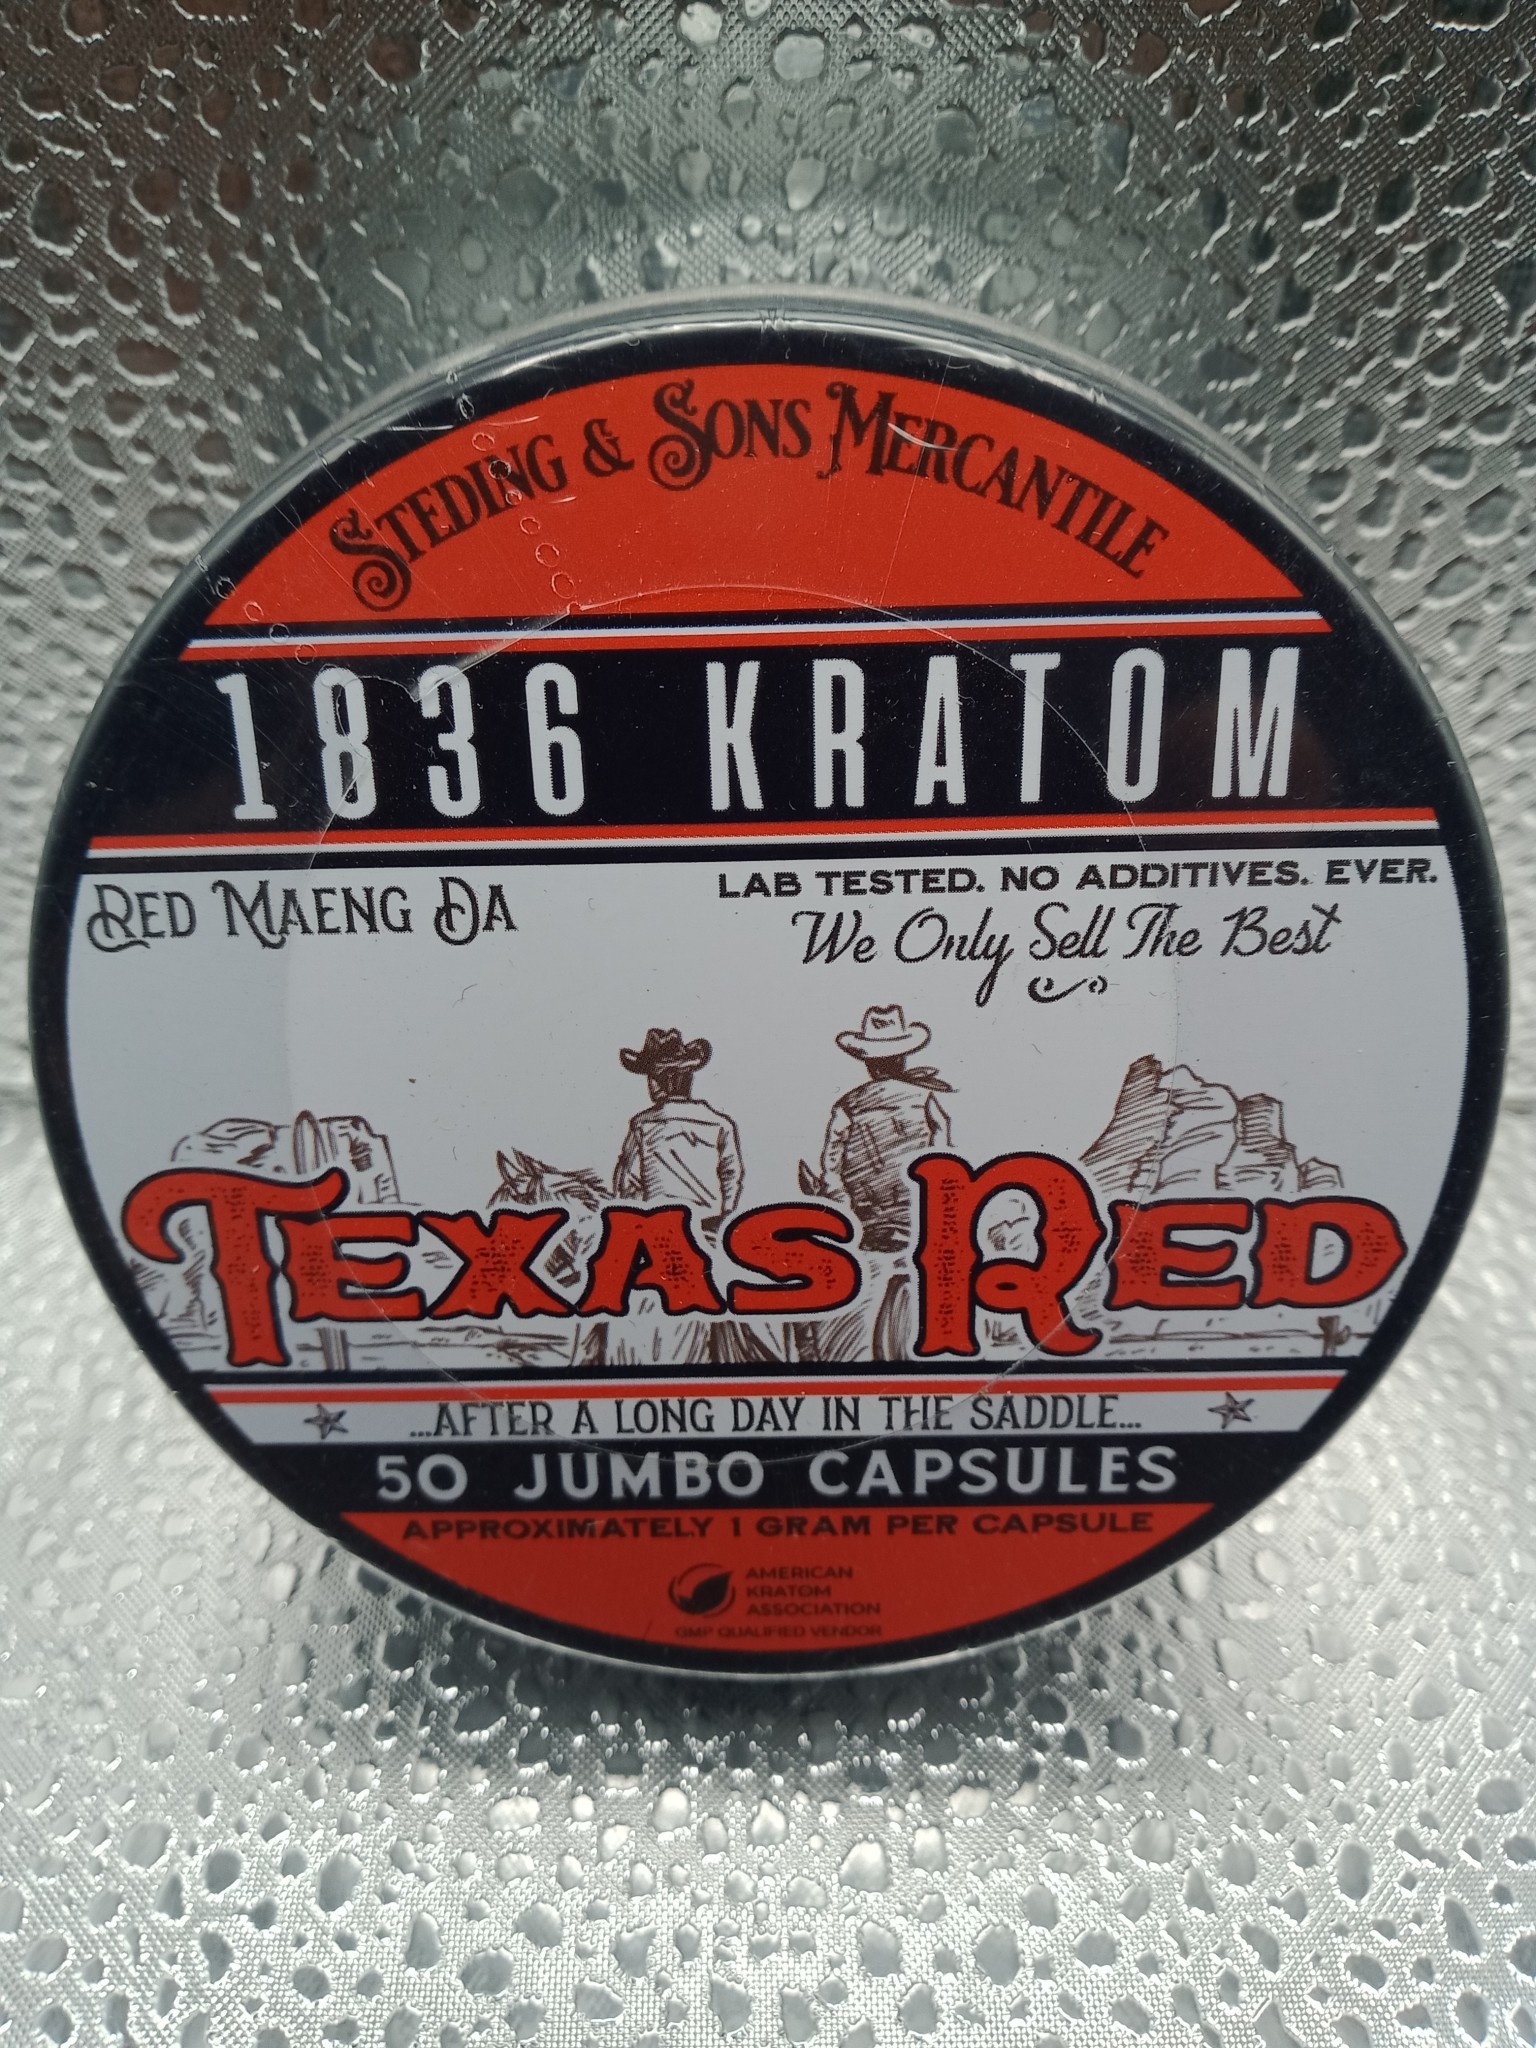 STEDING & SONS MERCANTILE
1836 KRATOM
RED MAENG DA
LAB TESTED. NO ADDITIVES. EVER.
We Only Sell The Best
TEXAS RED
...AFTER A LONG DAY IN THE SADDLE...
50 JUMBO CAPSULES
APPROXIMATELY 1 GRAM PER CAPSULE
AMERICAN
KRATOM
ASSOCIATION
GMP QUALIFIED VENDOR